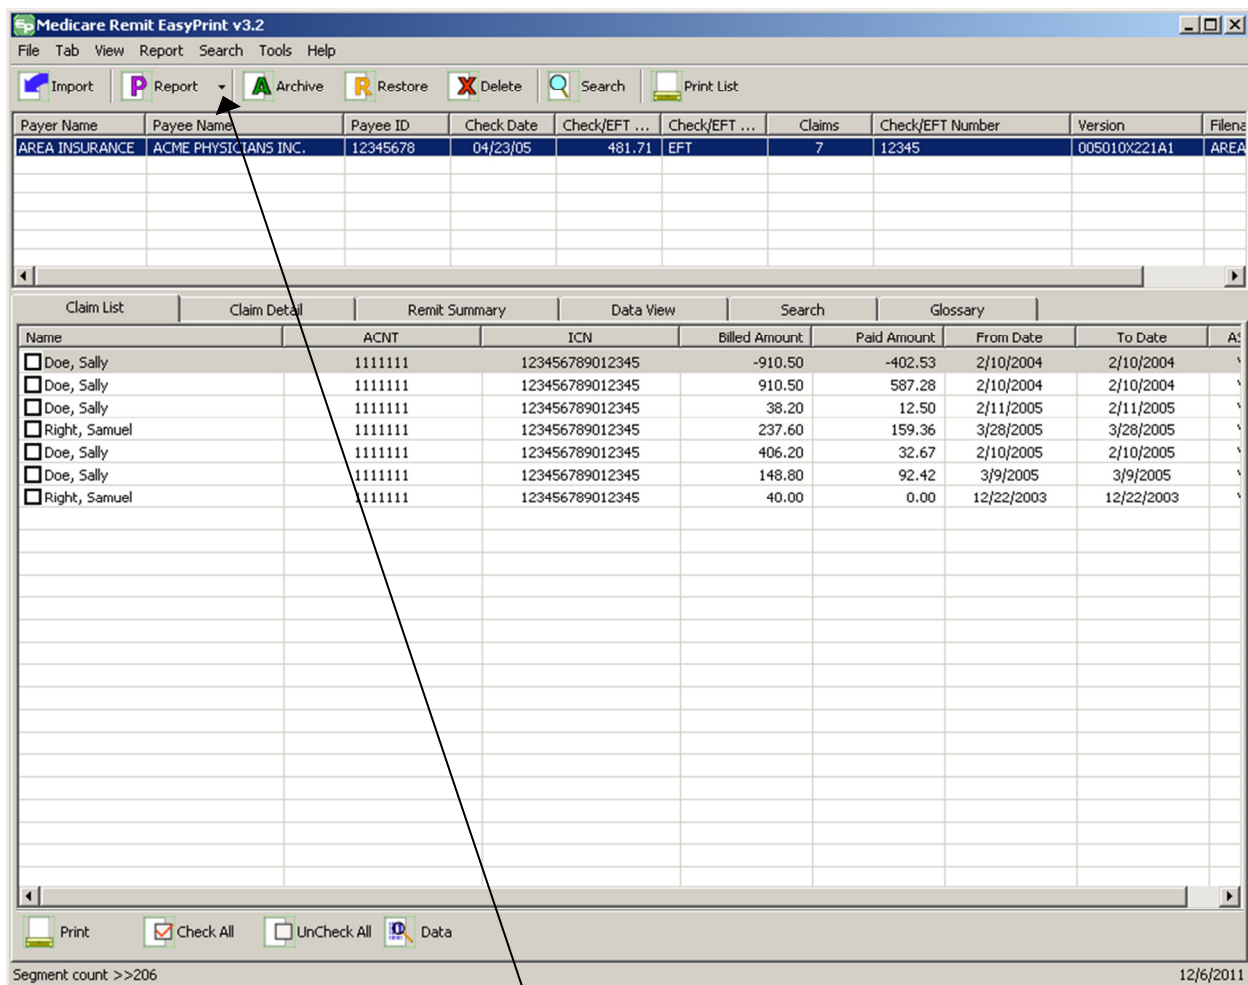 EP Medicare Remit EasyPrint v3.2
File Tab View Report Search Tools Help
Import P Report A Archive R Restore X Delete Search Print List
Payer Name Payee Name Payee ID Check Date Check/EFT ... Check/EFT ... Claims Check/EFT Number Version Filena
AREA INSURANCE ACME PHYSICIANS INC. 12345678 04/23/05 481.71 EFT 7 12345 005010X221A1 AREA
Claim List Claim Detail Remit Summary Data View Search Glossary
Name ACNT ICN Billed Amount Paid Amount From Date To Date AS
Doe, Sally 1111111 123456789012345 -910.50 -402.53 2/10/2004 2/10/2004
Doe, Sally 1111111 123456789012345 910.50 587.28 2/10/2004 2/10/2004
Doe, Sally 1111111 123456789012345 38.20 12.50 2/11/2005 2/11/2005
Right, Samuel 1111111 123456789012345 237.60 159.36 3/28/2005 3/28/2005
Doe, Sally 1111111 123456789012345 406.20 32.67 2/10/2005 2/10/2005
Doe, Sally 1111111 123456789012345 148.80 92.42 3/9/2005 3/9/2005
Right, Samuel 1111111 123456789012345 40.00 0.00 12/22/2003 12/22/2003
Print Check All UnCheck All Data
Segment count >>206 12/6/2011